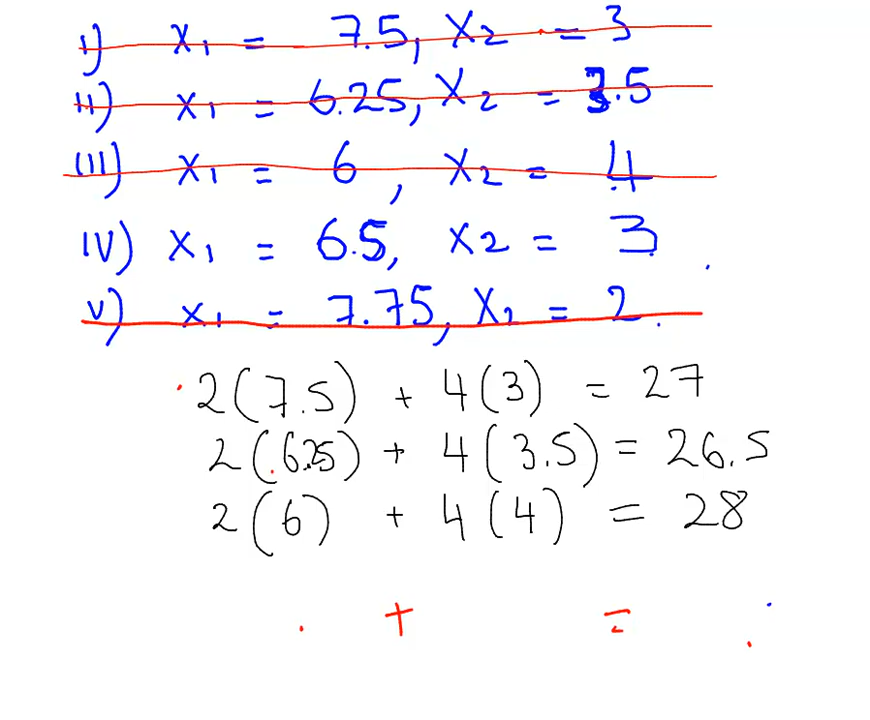 i) x1 = 7.5, x2 = 3
ii) x1 = 6.25, x2 = 3.5
iii) x1 = 6, x2 = 4
iv) x1 = 6.5, x2 = 3.
v) x1 = 7.75, x2 = 2.
2(7.5) + 4(3) = 27
2(6.25) + 4(3.5) = 26.5
2(6) + 4(4) = 28
+ =